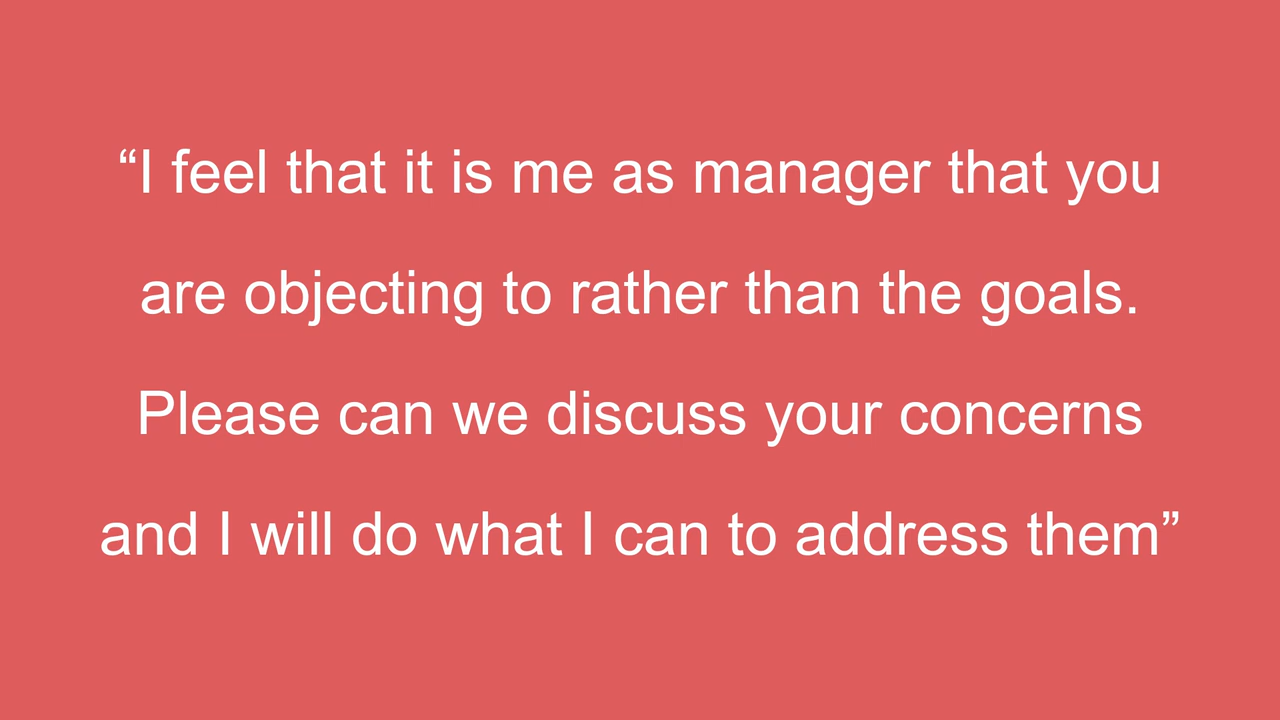 “I feel that it is me as manager that you
are objecting to rather than the goals.
Please can we discuss your concerns
and I will do what I can to address them”